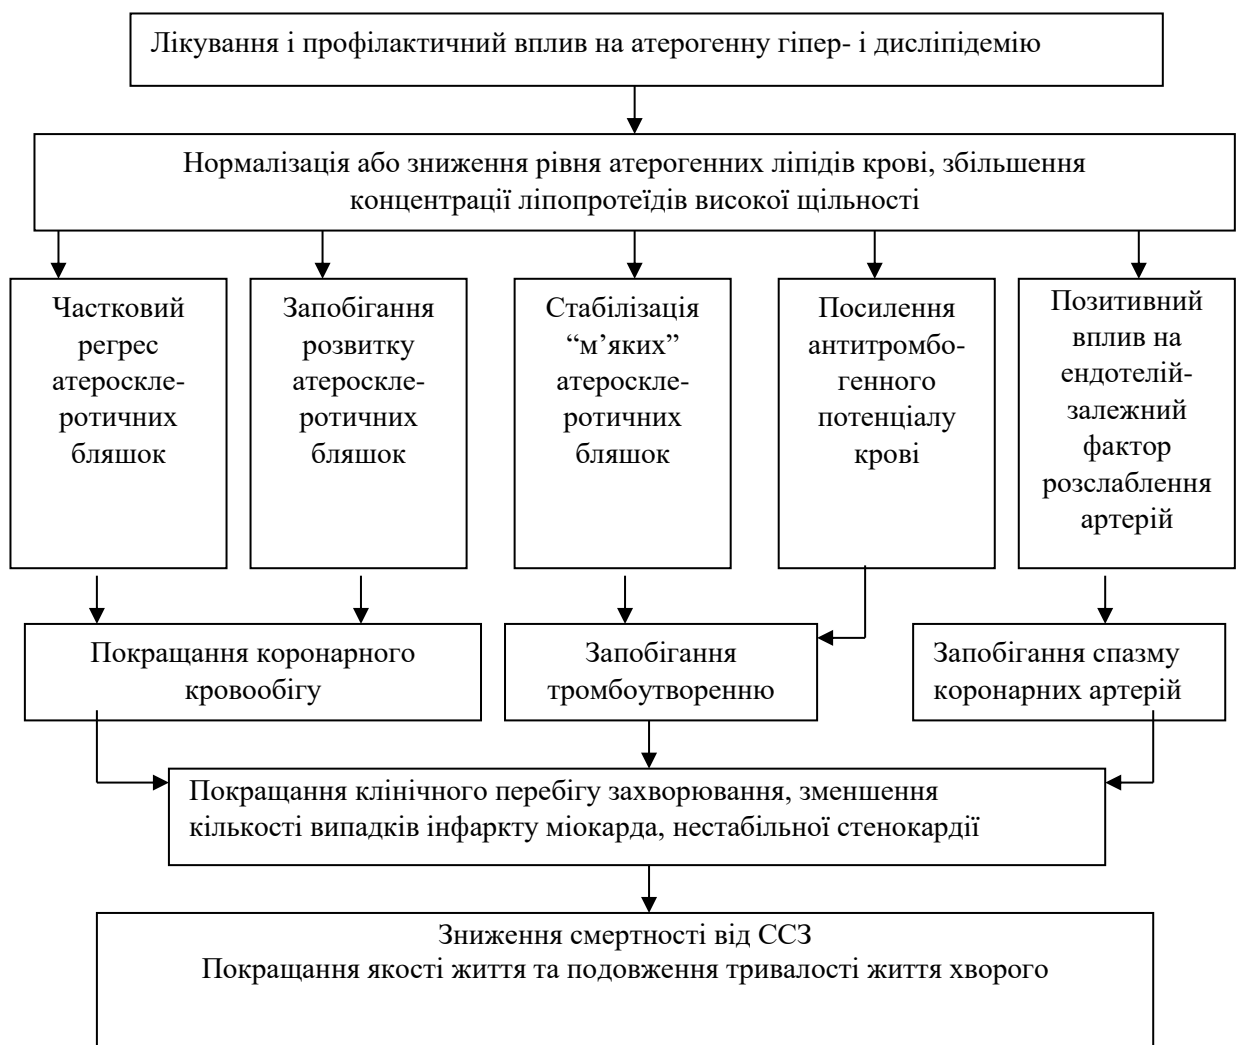 Лікування і профілактичний вплив на атерогенну гіпер- і дисліпідемію
Нормалізація або зниження рівня атерогенних ліпідів крові, збільшення
концентрації ліпопротеїдів високої щільності
Частковий
регрес
атероскле-
ротичних
бляшок
Запобігання
розвитку
атероскле-
ротичних
бляшок
Стабілізація
“м’яких”
атероскле-
ротичних
бляшок
Посилення
антитромбо-
генного
потенціалу
крові
Позитивний
вплив на
ендотелій-
залежний
фактор
розслаблення
артерій
Покращання коронарного
кровообігу
Запобігання
тромбоутворенню
Запобігання спазму
коронарних артерій
Покращання клінічного перебігу захворювання, зменшення
кількості випадків інфаркту міокарда, нестабільної стенокардії
Зниження смертності від ССЗ
Покращання якості життя та подовження тривалості життя хворого